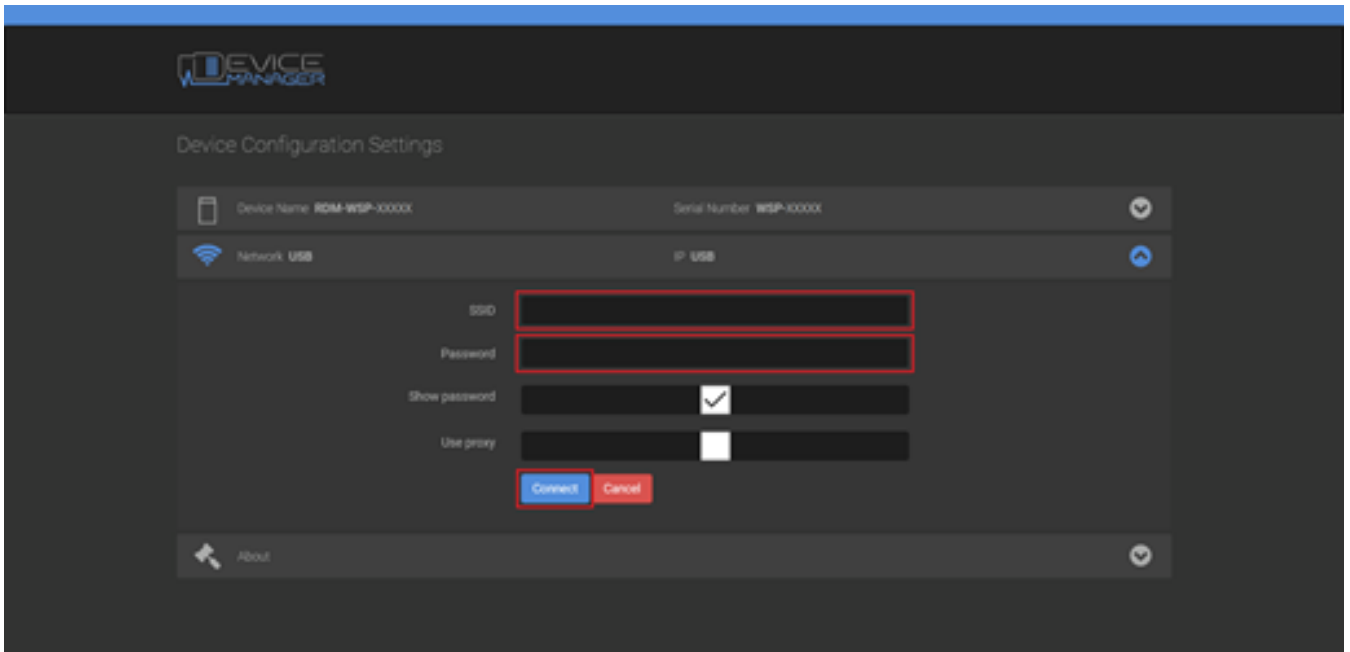 DEVICE
MANAGER
Device Configuration Settings
Device Name RDM-WSP-XXXXX Serial Number WSP-XXXXX
Network USB IP USB
SSID
Password
Show password
Use proxy
Connect Cancel
About